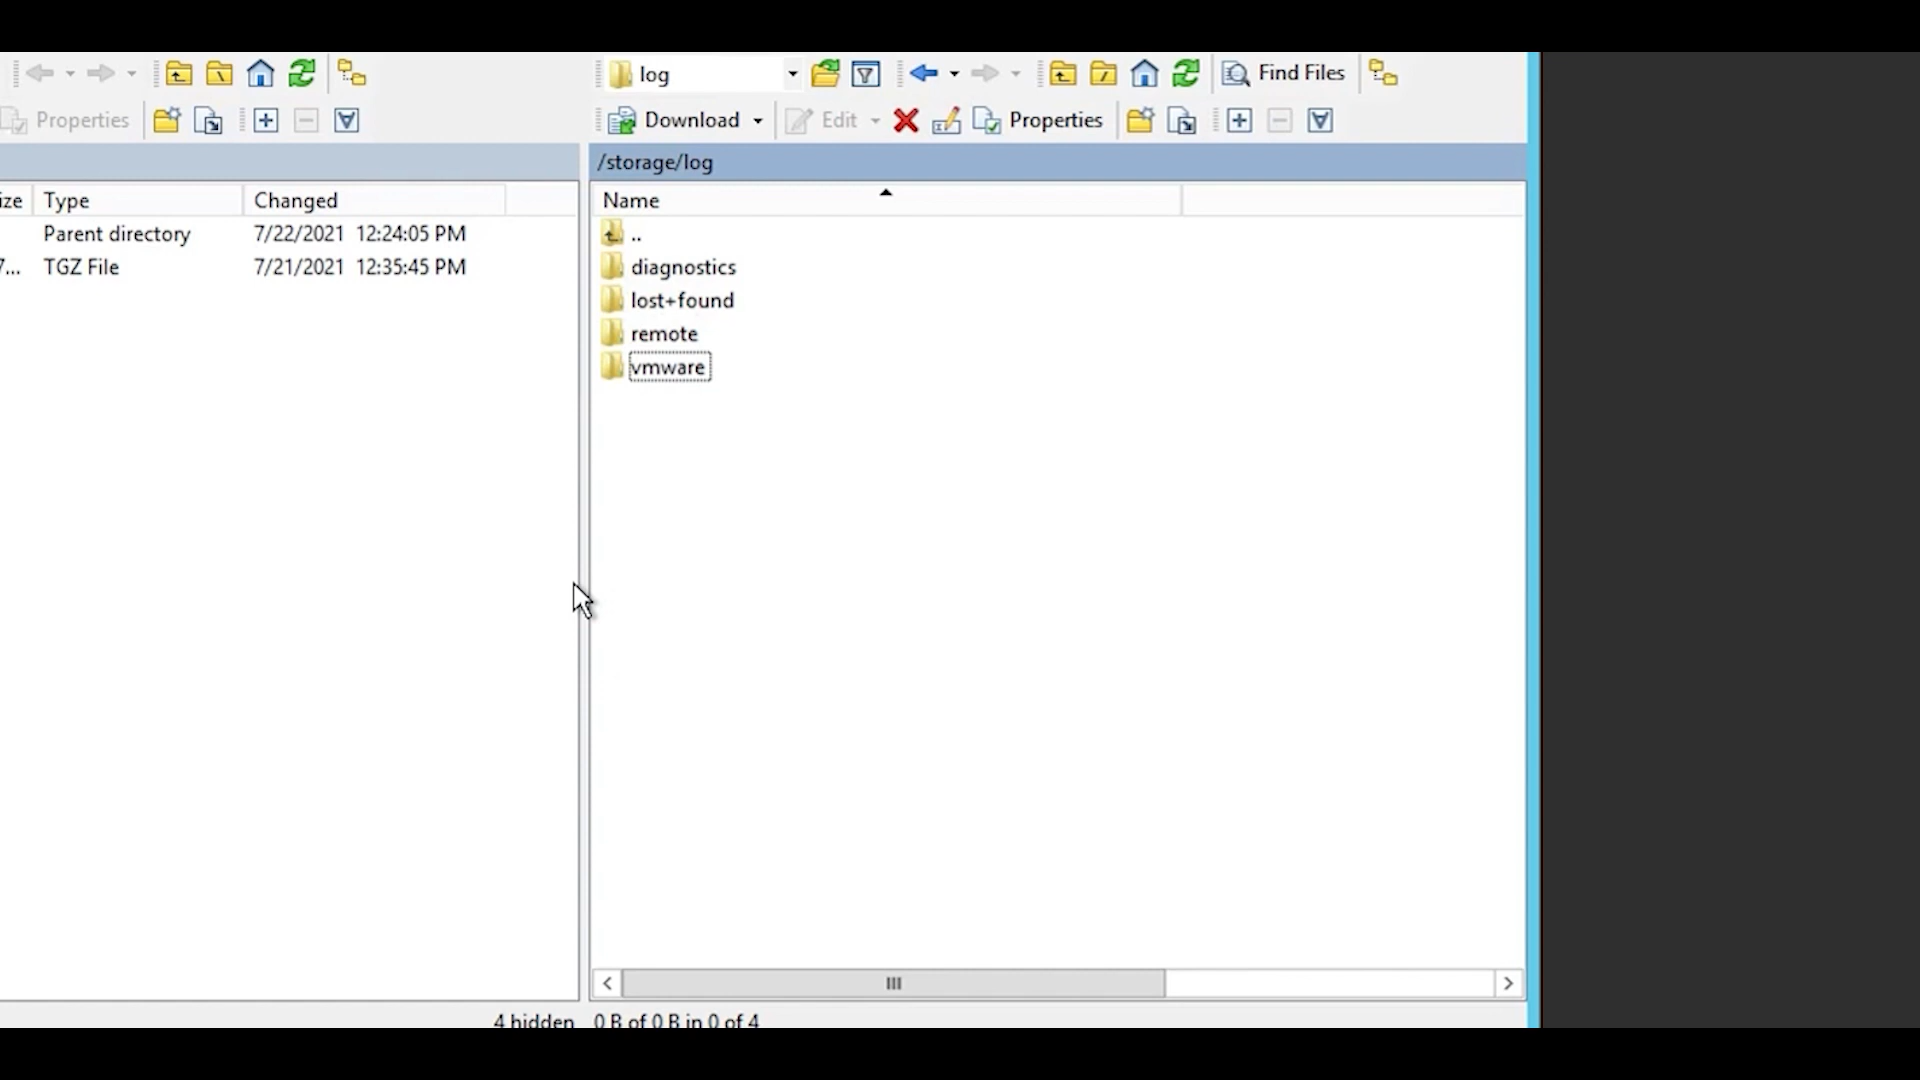 log
Find Files
Properties
Download
Edit
Properties
/storage/log
Type
Changed
Name
Parent directory
7/22/2021 12:24:05 PM
..
7...
TGZ File
7/21/2021 12:35:45 PM
diagnostics
lost+found
remote
vmware
4 hidden
0 B of 0 B in 0 of 4